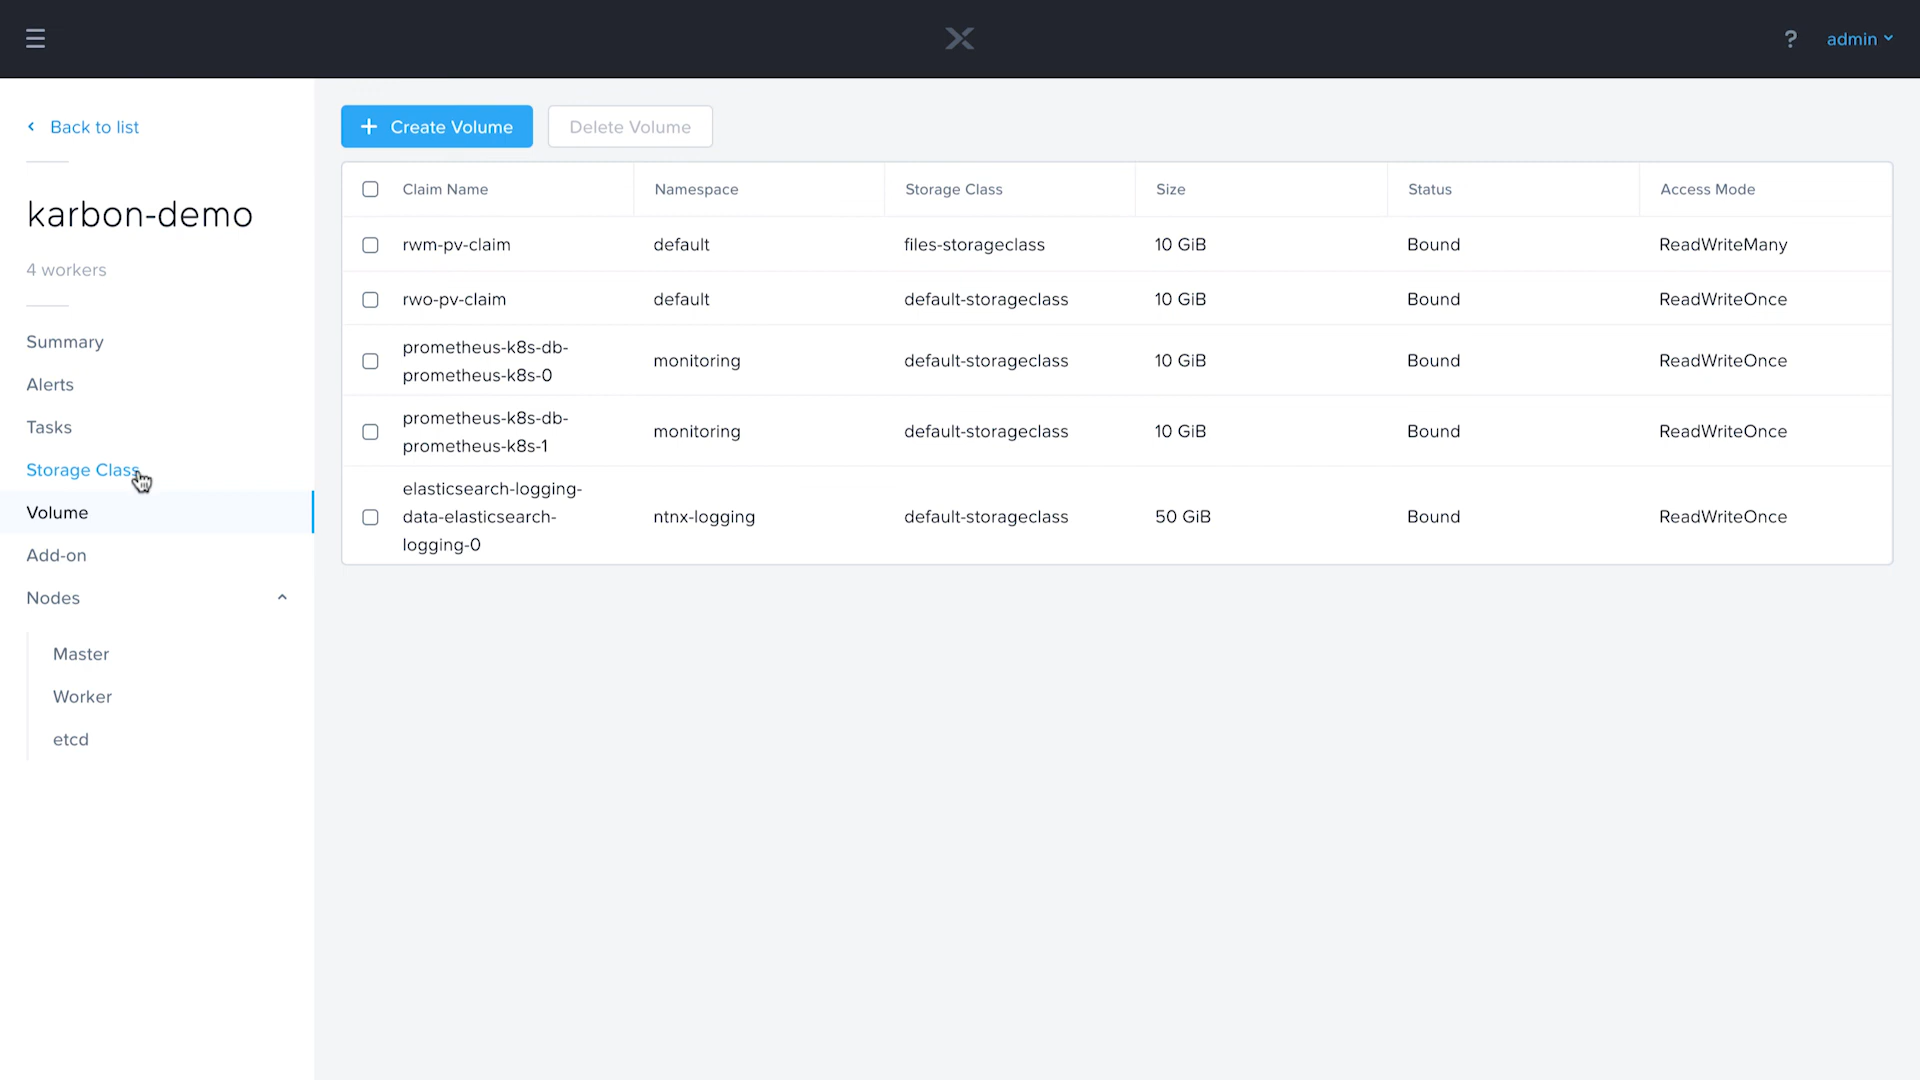 ?
admin
Back to list
karbon-demo
4 workers
Summary
Alerts
Tasks
Storage Class
Volume
Add-on
Nodes
Master
Worker
etcd
+ Create Volume
Delete Volume
Claim Name Namespace Storage Class Size Status Access Mode
rwm-pv-claim default files-storageclass 10 GiB Bound ReadWriteMany
rwo-pv-claim default default-storageclass 10 GiB Bound ReadWriteOnce
prometheus-k8s-db-
prometheus-k8s-0 monitoring default-storageclass 10 GiB Bound ReadWriteOnce
prometheus-k8s-db-
prometheus-k8s-1 monitoring default-storageclass 10 GiB Bound ReadWriteOnce
elasticsearch-logging-
data-elasticsearch- ntnx-logging default-storageclass 50 GiB Bound ReadWriteOnce
logging-0